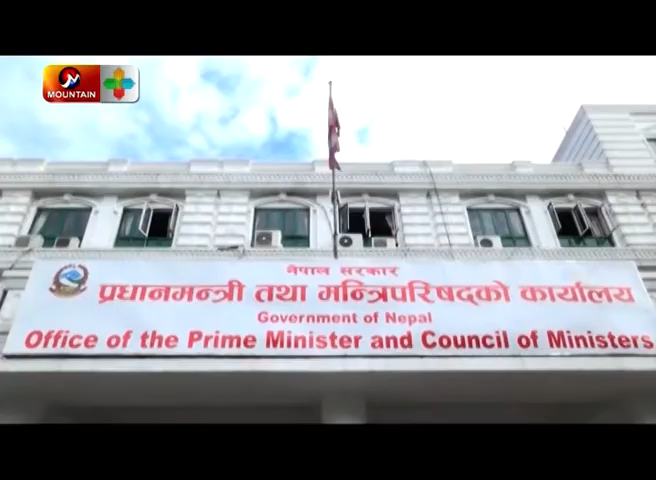 MOUNTAIN
नेपाल सरकार
प्रधानमन्त्री तथा मन्त्रिपरिषद्को कार्यालय
Government of Nepal
Office of the Prime Minister and Council of Ministers